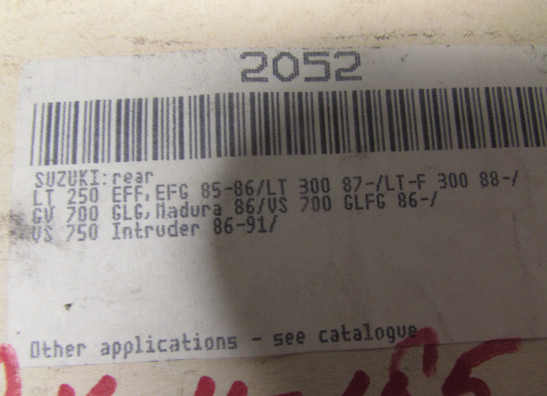 2052
SUZUKI: rear
LT 250 EFF, EFG 85-86/LT 300 87-/LT-F 300 88-/
GV 700 GLG, Madura 86/VS 700 GLFG 86-/
VS 750 Intruder 86-91/
Other applications - see catalogue